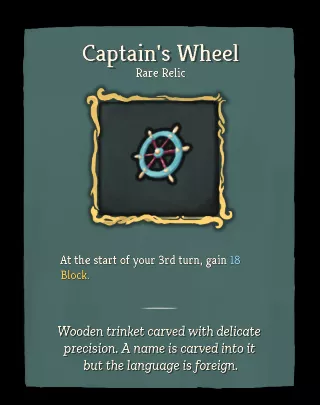 Captain's Wheel
Rare Relic
At the start of your 3rd turn, gain 18
Block.
Wooden trinket carved with delicate
precision. A name is carved into it
but the language is foreign.